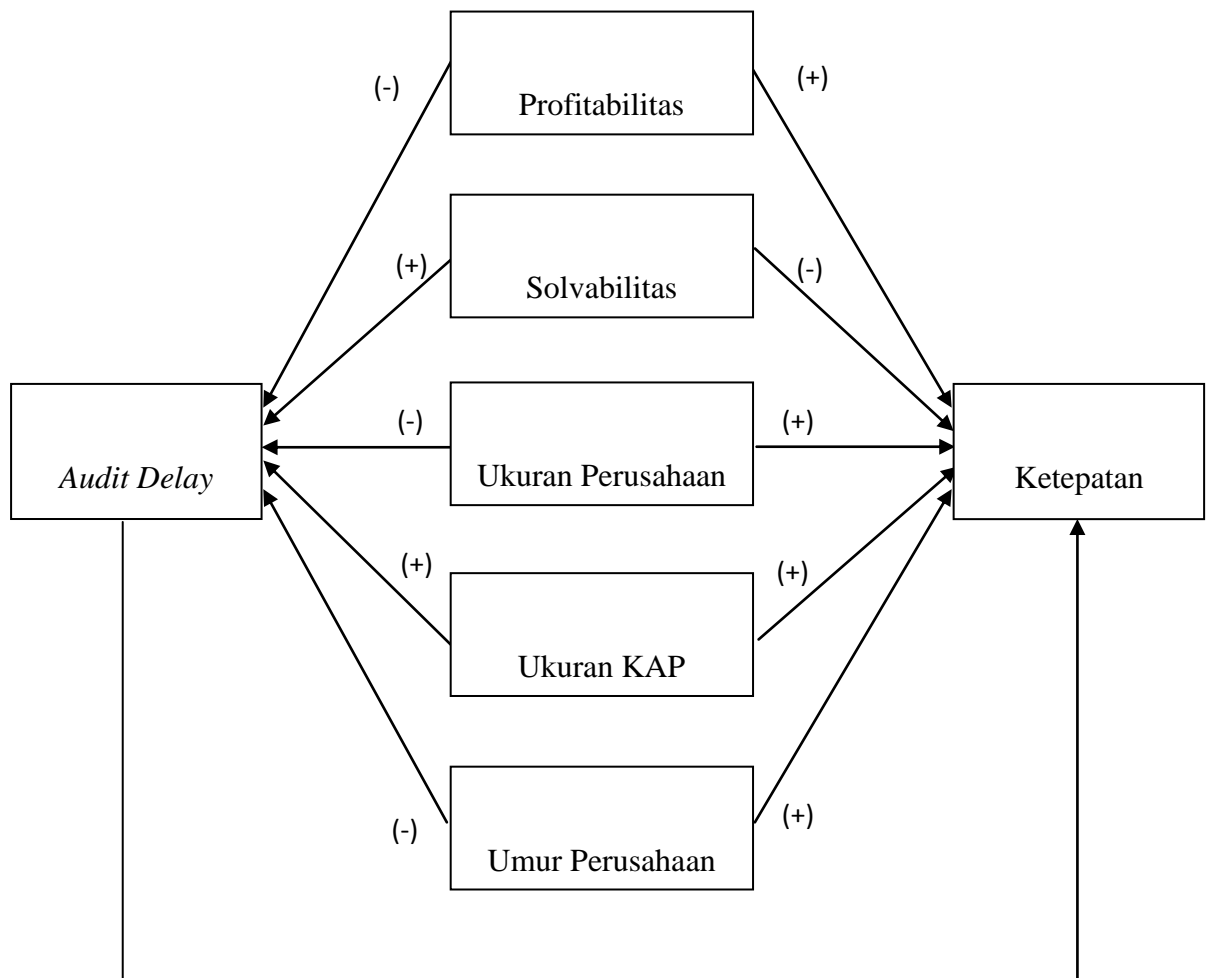 Profitabilitas
(-)
(+)
Solvabilitas
(+)
(-)
Audit Delay
(-)
Ukuran Perusahaan
(+)
Ketepatan
(+)
Ukuran KAP
(+)
(-)
Umur Perusahaan
(+)